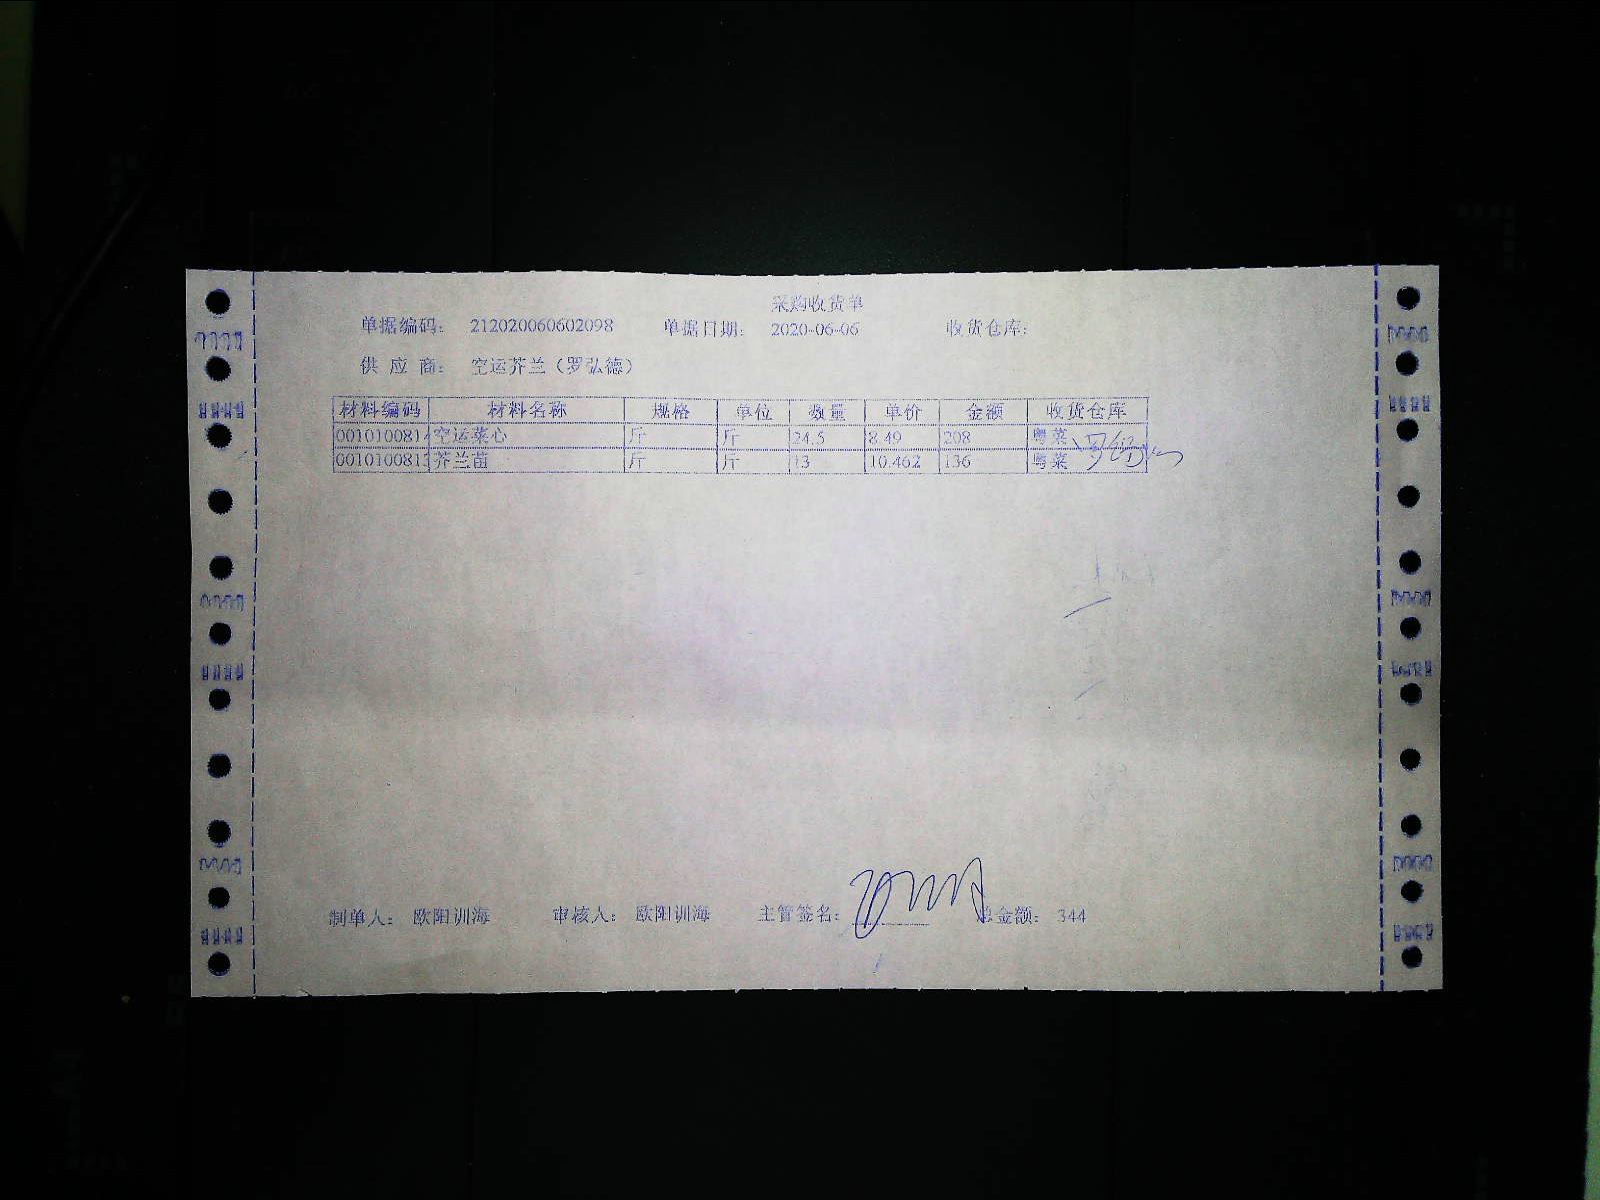 采购收货单
单据编码： 212020060602098 单据日期： 2020-06-06 收货仓库：
供 应 商： 空运芥兰（罗弘德）
材料编码 材料名称 规格 单位 数量 单价 金额 收货仓库
0010100814 空运菜心 斤 斤 24.5 8.49 208 粤菜
001010081 芥兰苗 斤 斤 13 10.462 136 粤菜
制单人： 欧阳训海 审核人： 欧阳训海 主管签名： 总金额： 344